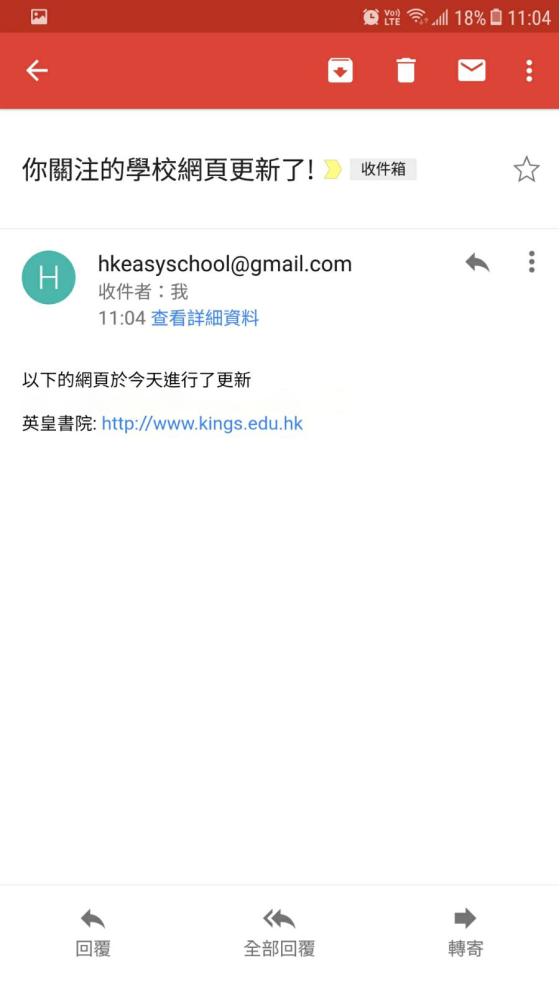 Vo)) LTE 18% 11:04
你關注的學校網頁更新了! 收件箱
H
hkeasyschool@gmail.com
收件者：我
11:04 查看詳細資料
以下的網頁於今天進行了更新
英皇書院: http://www.kings.edu.hk
回覆 全部回覆 轉寄